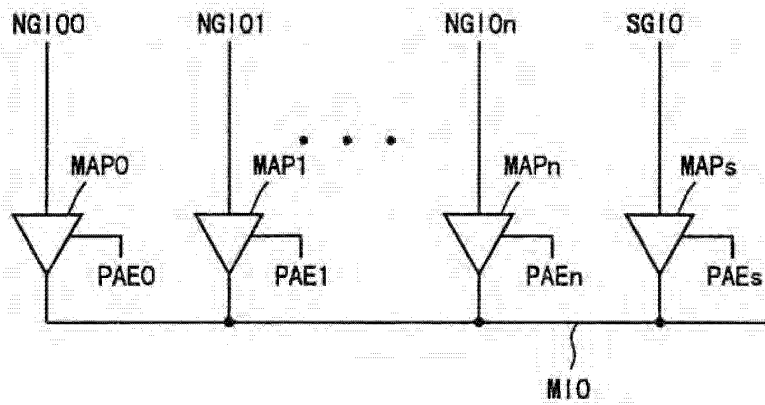 NGIO0 NGIO1 NGIOn SGIO
MAP0 MAP1 MAPn MAPs
PAE0 PAE1 PAEn PAEs
MIO